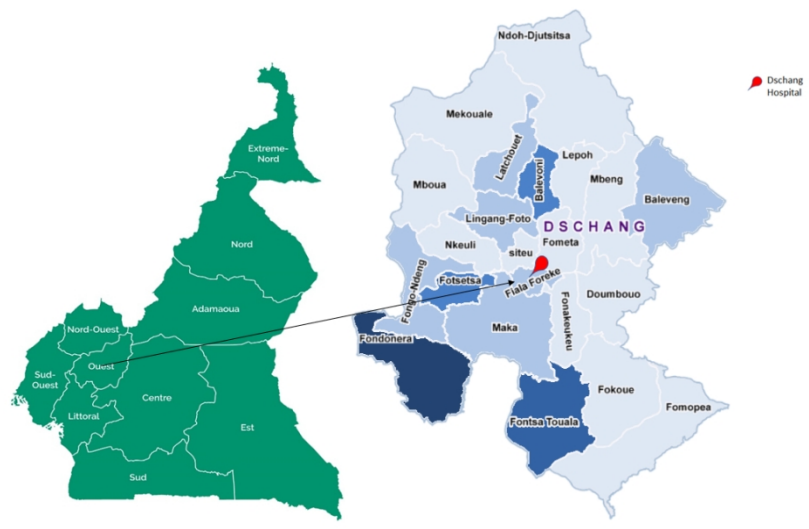 Extreme-
Nord
Nord
Adamaoua
Nord-Ouest
Ouest
Sud-
Ouest
Littoral
Centre
Est
Sud
Ndoh-Djutsitsa
Mekouale
Latchouet
Balevoni
Lepoh
Mbeng
Baleveng
Mboua
Lingang-Foto
DSCHANG
Nkeuli
siteu
Fometa
Fongo-Ndeng
Fotsetsa
Fiala Foreke
Doumbouo
Fonakeukeu
Maka
Fondonera
Fokoue
Fomopea
Fontsa Touala
Dschang
Hospital